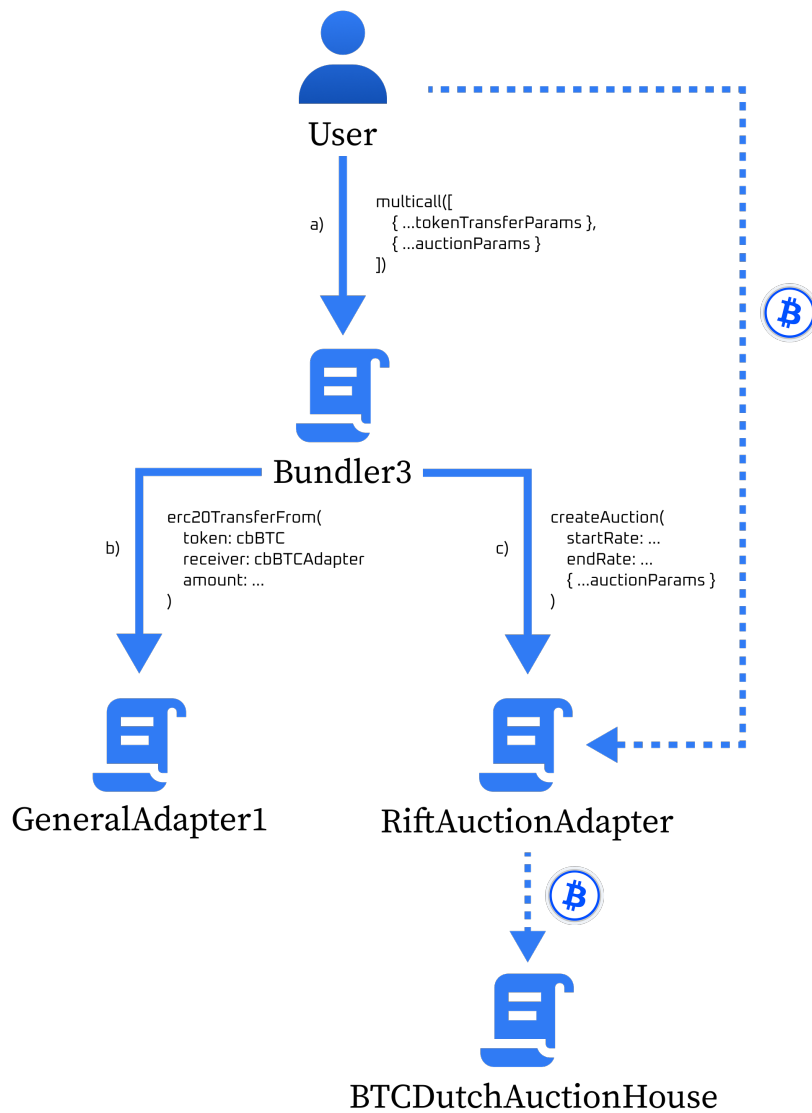 User
a)
multicall([
{ ...tokenTransferParams },
{ ...auctionParams }
])
Bundler3
b)
erc20TransferFrom(
token: cbBTC
receiver: cbBTCAdapter
amount: ...
)
c)
createAuction(
startRate: ...
endRate: ...
{ ...auctionParams }
)
GeneralAdapter1
RiftAuctionAdapter
BTCDutchAuctionHouse